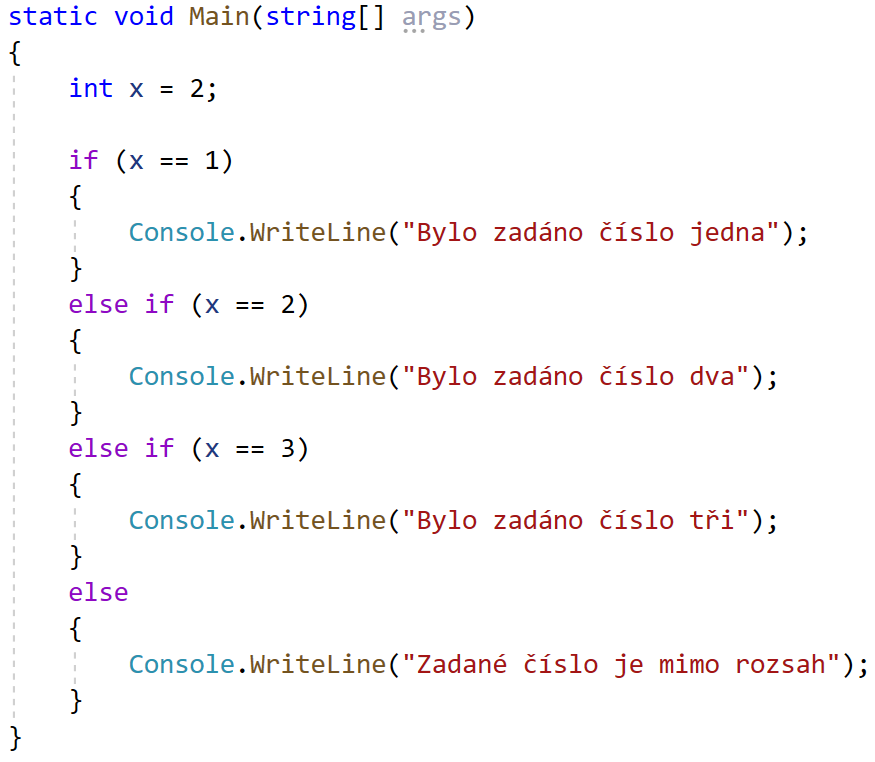 static void Main(string[] args)
{
    int x = 2;

    if (x == 1)
    {
        Console.WriteLine("Bylo zadáno číslo jedna");
    }
    else if (x == 2)
    {
        Console.WriteLine("Bylo zadáno číslo dva");
    }
    else if (x == 3)
    {
        Console.WriteLine("Bylo zadáno číslo tři");
    }
    else
    {
        Console.WriteLine("Zadané číslo je mimo rozsah");
    }
}